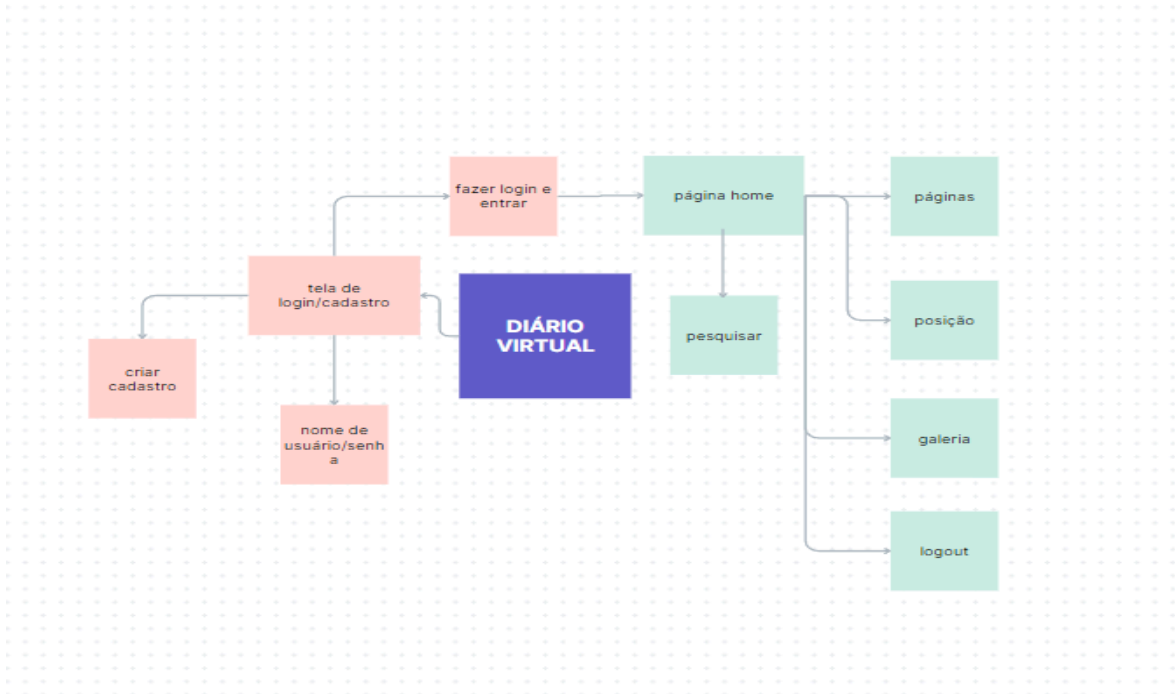 fazer login e
entrar
página home
páginas
tela de
login/cadastro
DIÁRIO
VIRTUAL
posição
pesquisar
criar
cadastro
nome de
usuário/senh
a
galeria
logout